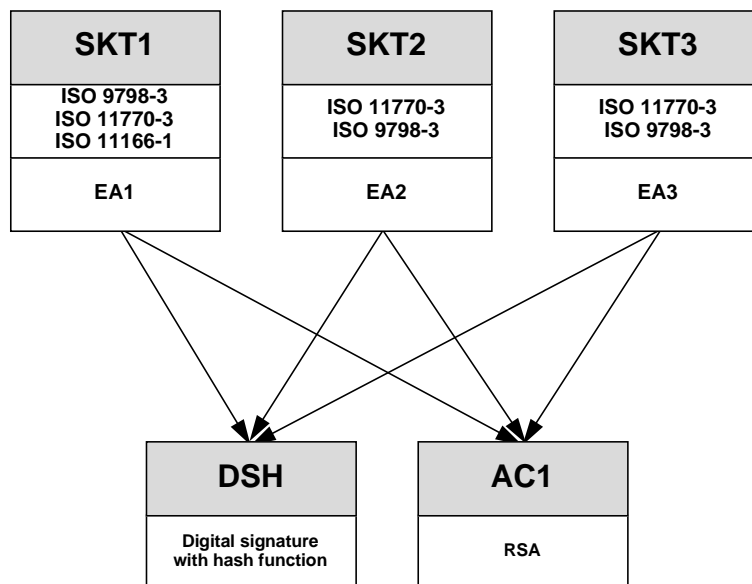 SKT1
ISO 9798-3
ISO 11770-3
ISO 11166-1
EA1
SKT2
ISO 11770-3
ISO 9798-3
EA2
SKT3
ISO 11770-3
ISO 9798-3
EA3
DSH
Digital signature
with hash function
AC1
RSA